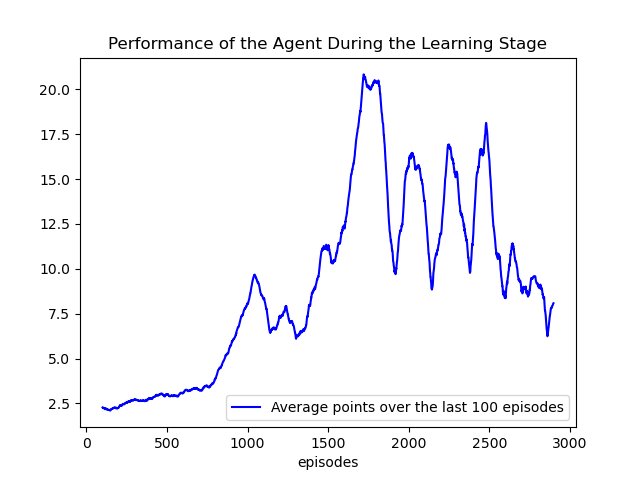 Performance of the Agent During the Learning Stage
20.0
17.5
15.0
12.5
10.0
7.5
5.0
2.5
Average points over the last 100 episodes
0 500 1000 1500 2000 2500 3000
episodes